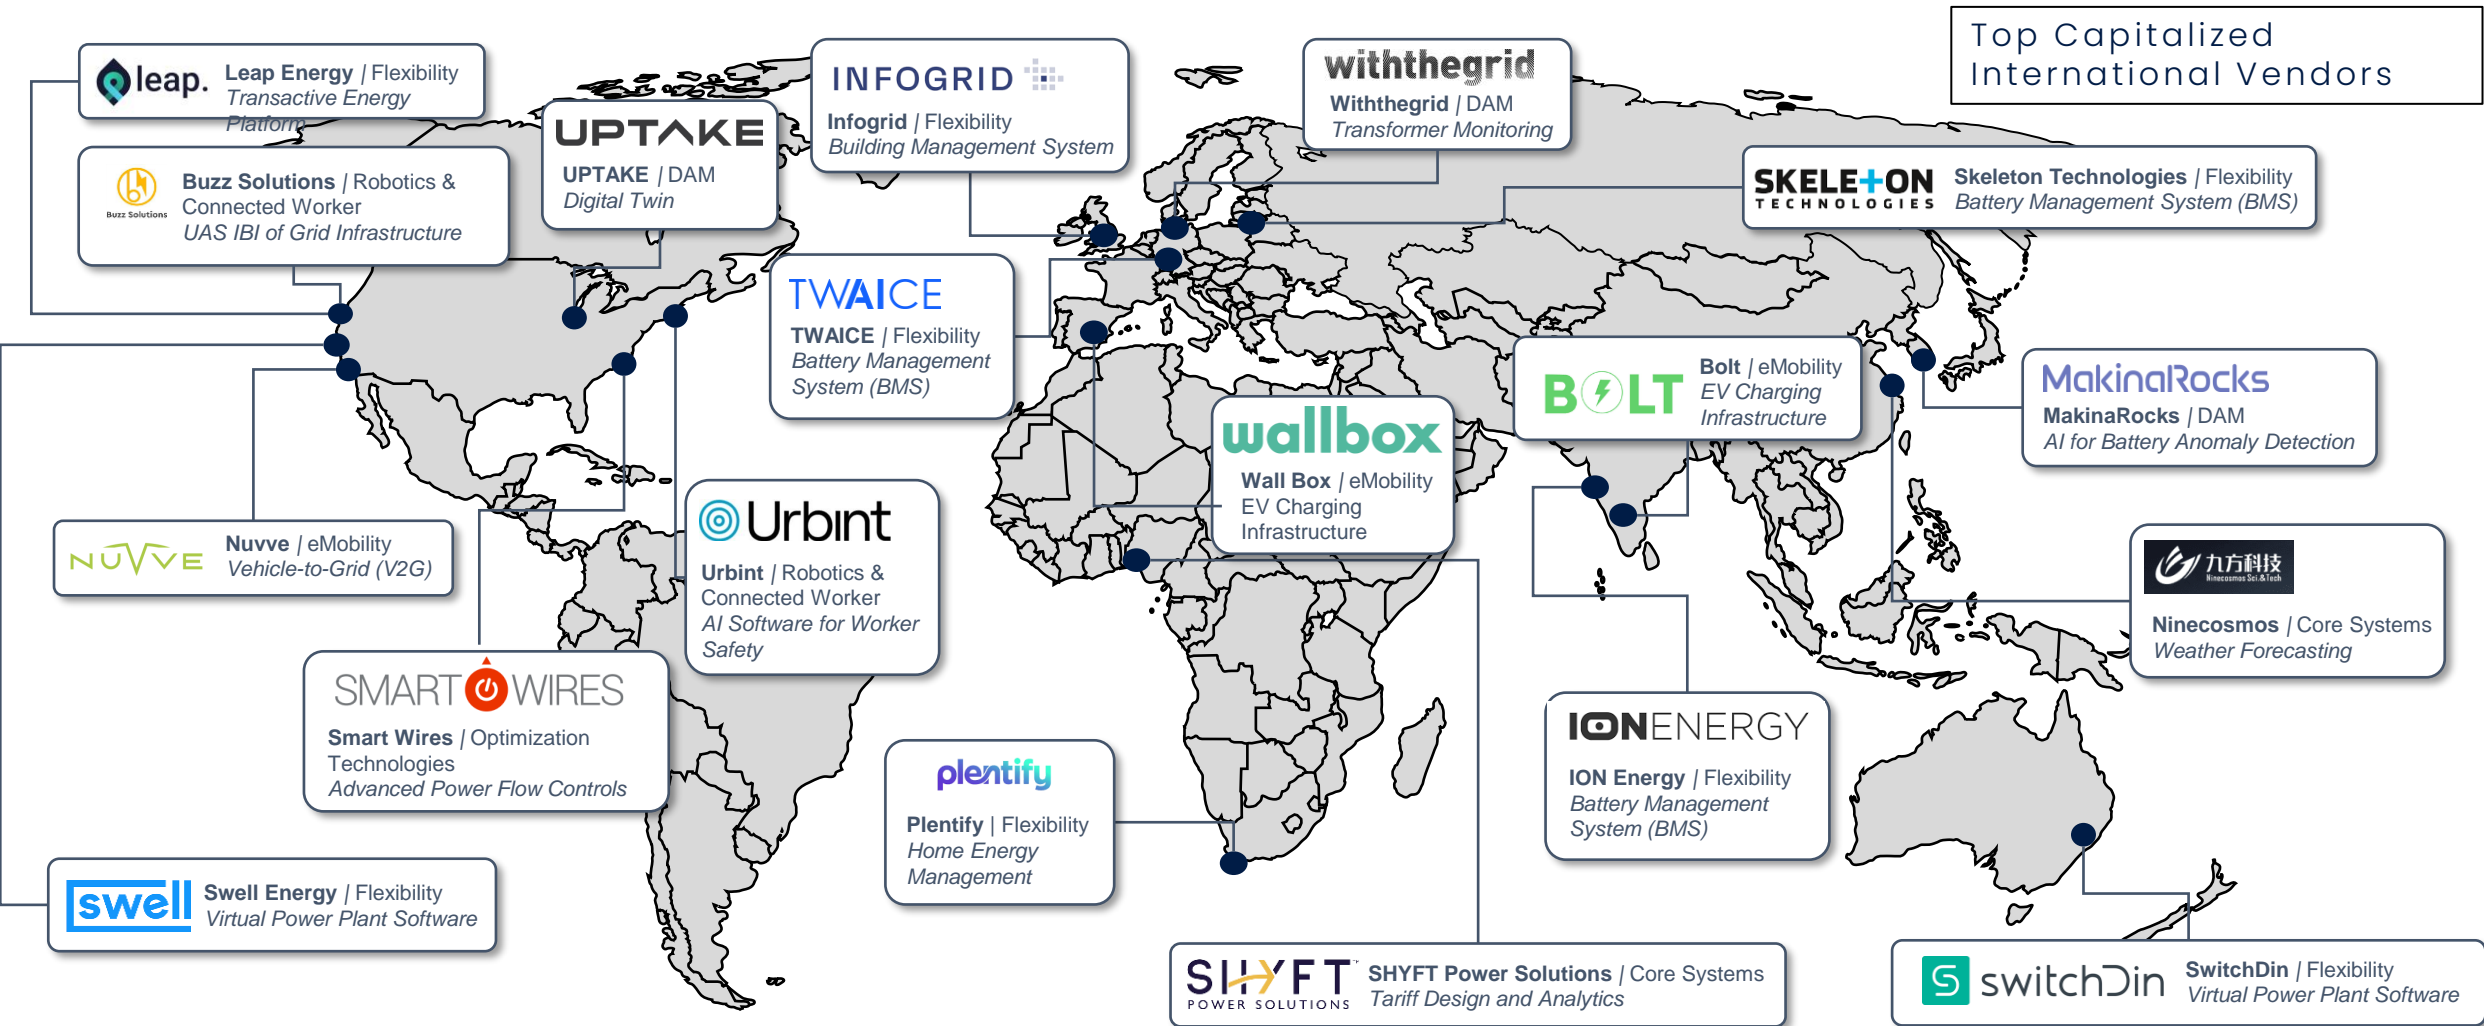 Top Capitalized
International Vendors
leap.
Leap Energy | Flexibility
Transactive Energy
Platform
Buzz Solutions
Buzz Solutions | Robotics &
Connected Worker
UAS IBI of Grid Infrastructure
UPTAKE
UPTAKE | DAM
Digital Twin
INFOGRID
Infogrid | Flexibility
Building Management System
withthegrid
Withthegrid | DAM
Transformer Monitoring
SKELETON
TECHNOLOGIES
Skeleton Technologies | Flexibility
Battery Management System (BMS)
TWAICE
TWAICE | Flexibility
Battery Management
System (BMS)
BOLT
Bolt | eMobility
EV Charging
Infrastructure
MakinaRocks
MakinaRocks | DAM
AI for Battery Anomaly Detection
wallbox
Wall Box | eMobility
EV Charging
Infrastructure
NUVVE
Nuvve | eMobility
Vehicle-to-Grid (V2G)
Urbint
Urbint | Robotics &
Connected Worker
AI Software for Worker
Safety
九方科技
Ninecosmos Sci.&Tech
Ninecosmos | Core Systems
Weather Forecasting
SMART WIRES
Smart Wires | Optimization
Technologies
Advanced Power Flow Controls
plentify
Plentify | Flexibility
Home Energy
Management
IONENERGY
ION Energy | Flexibility
Battery Management
System (BMS)
swell
Swell Energy | Flexibility
Virtual Power Plant Software
SHYFT
POWER SOLUTIONS
SHYFT Power Solutions | Core Systems
Tariff Design and Analytics
S
switchDin
SwitchDin | Flexibility
Virtual Power Plant Software